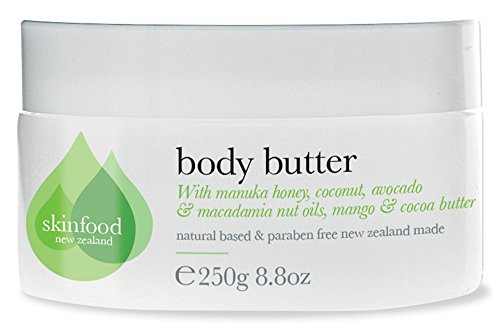 body butter
With manuka honey, coconut, avocado
& macadamia nut oils, mango & cocoa butter
skinfood
new zealand
natural based & paraben free new zealand made
℮250g 8.8oz